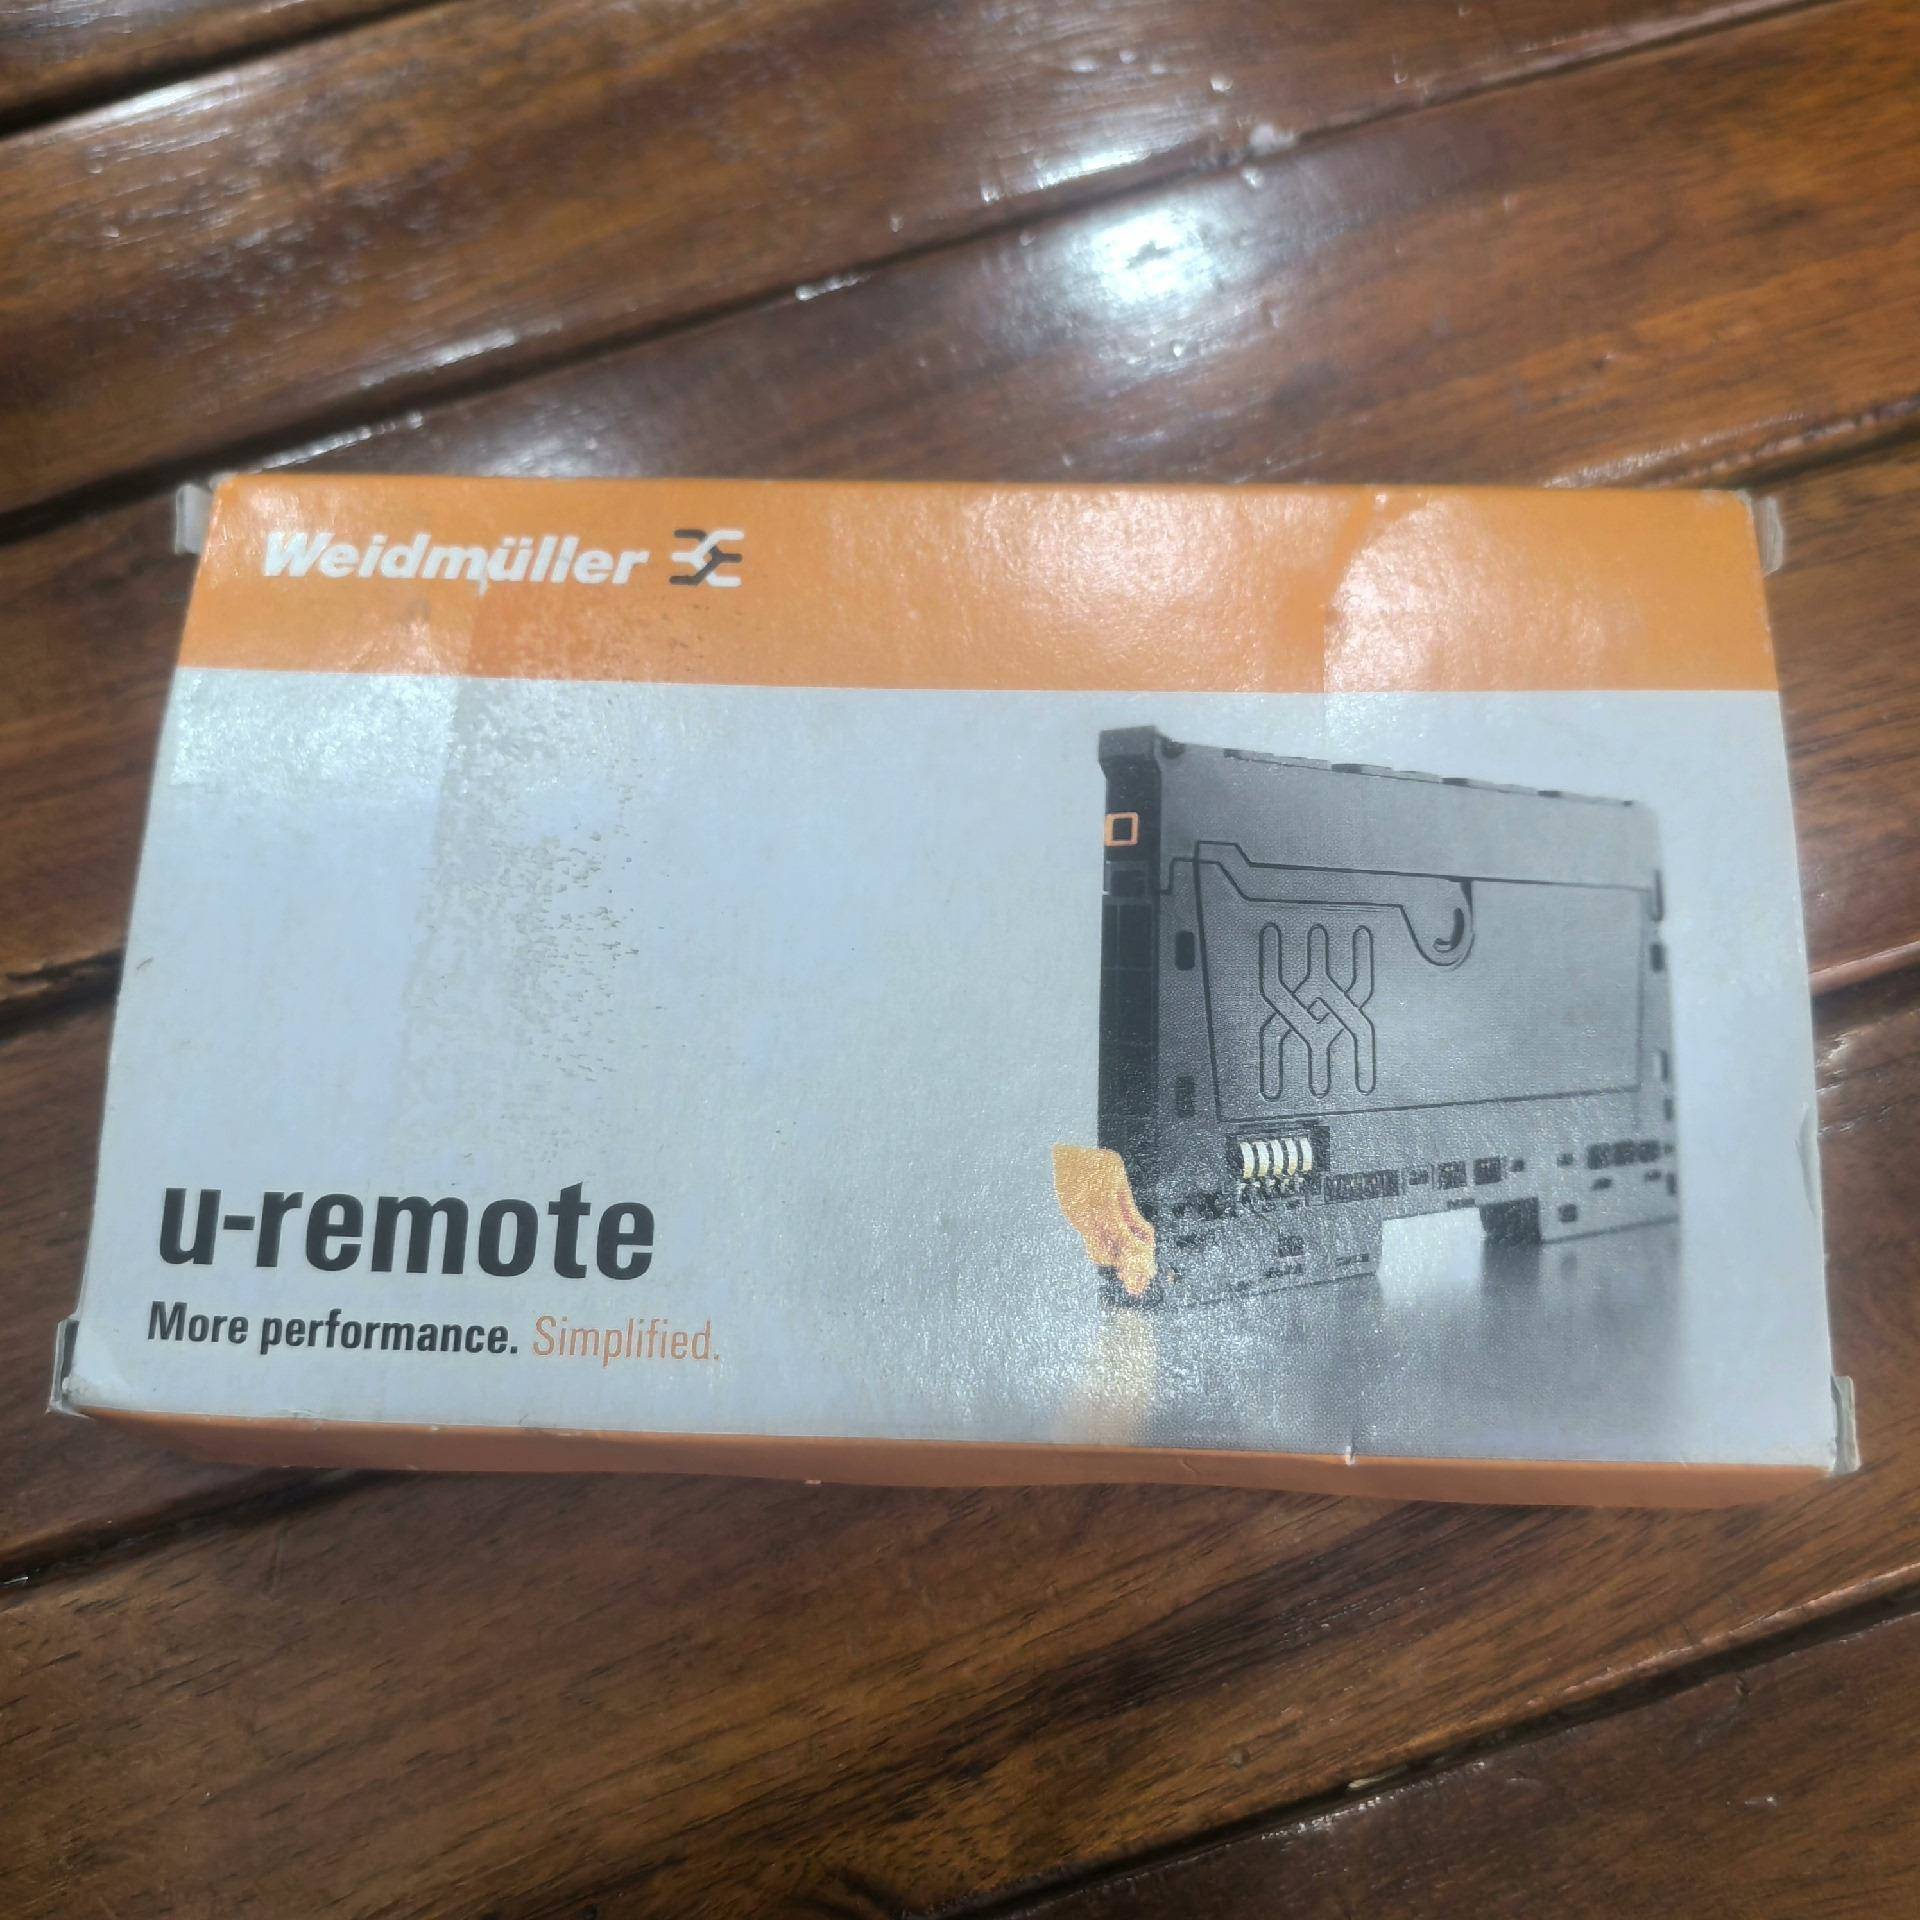 Weidmüller
u-remote
More performance. Simplified.